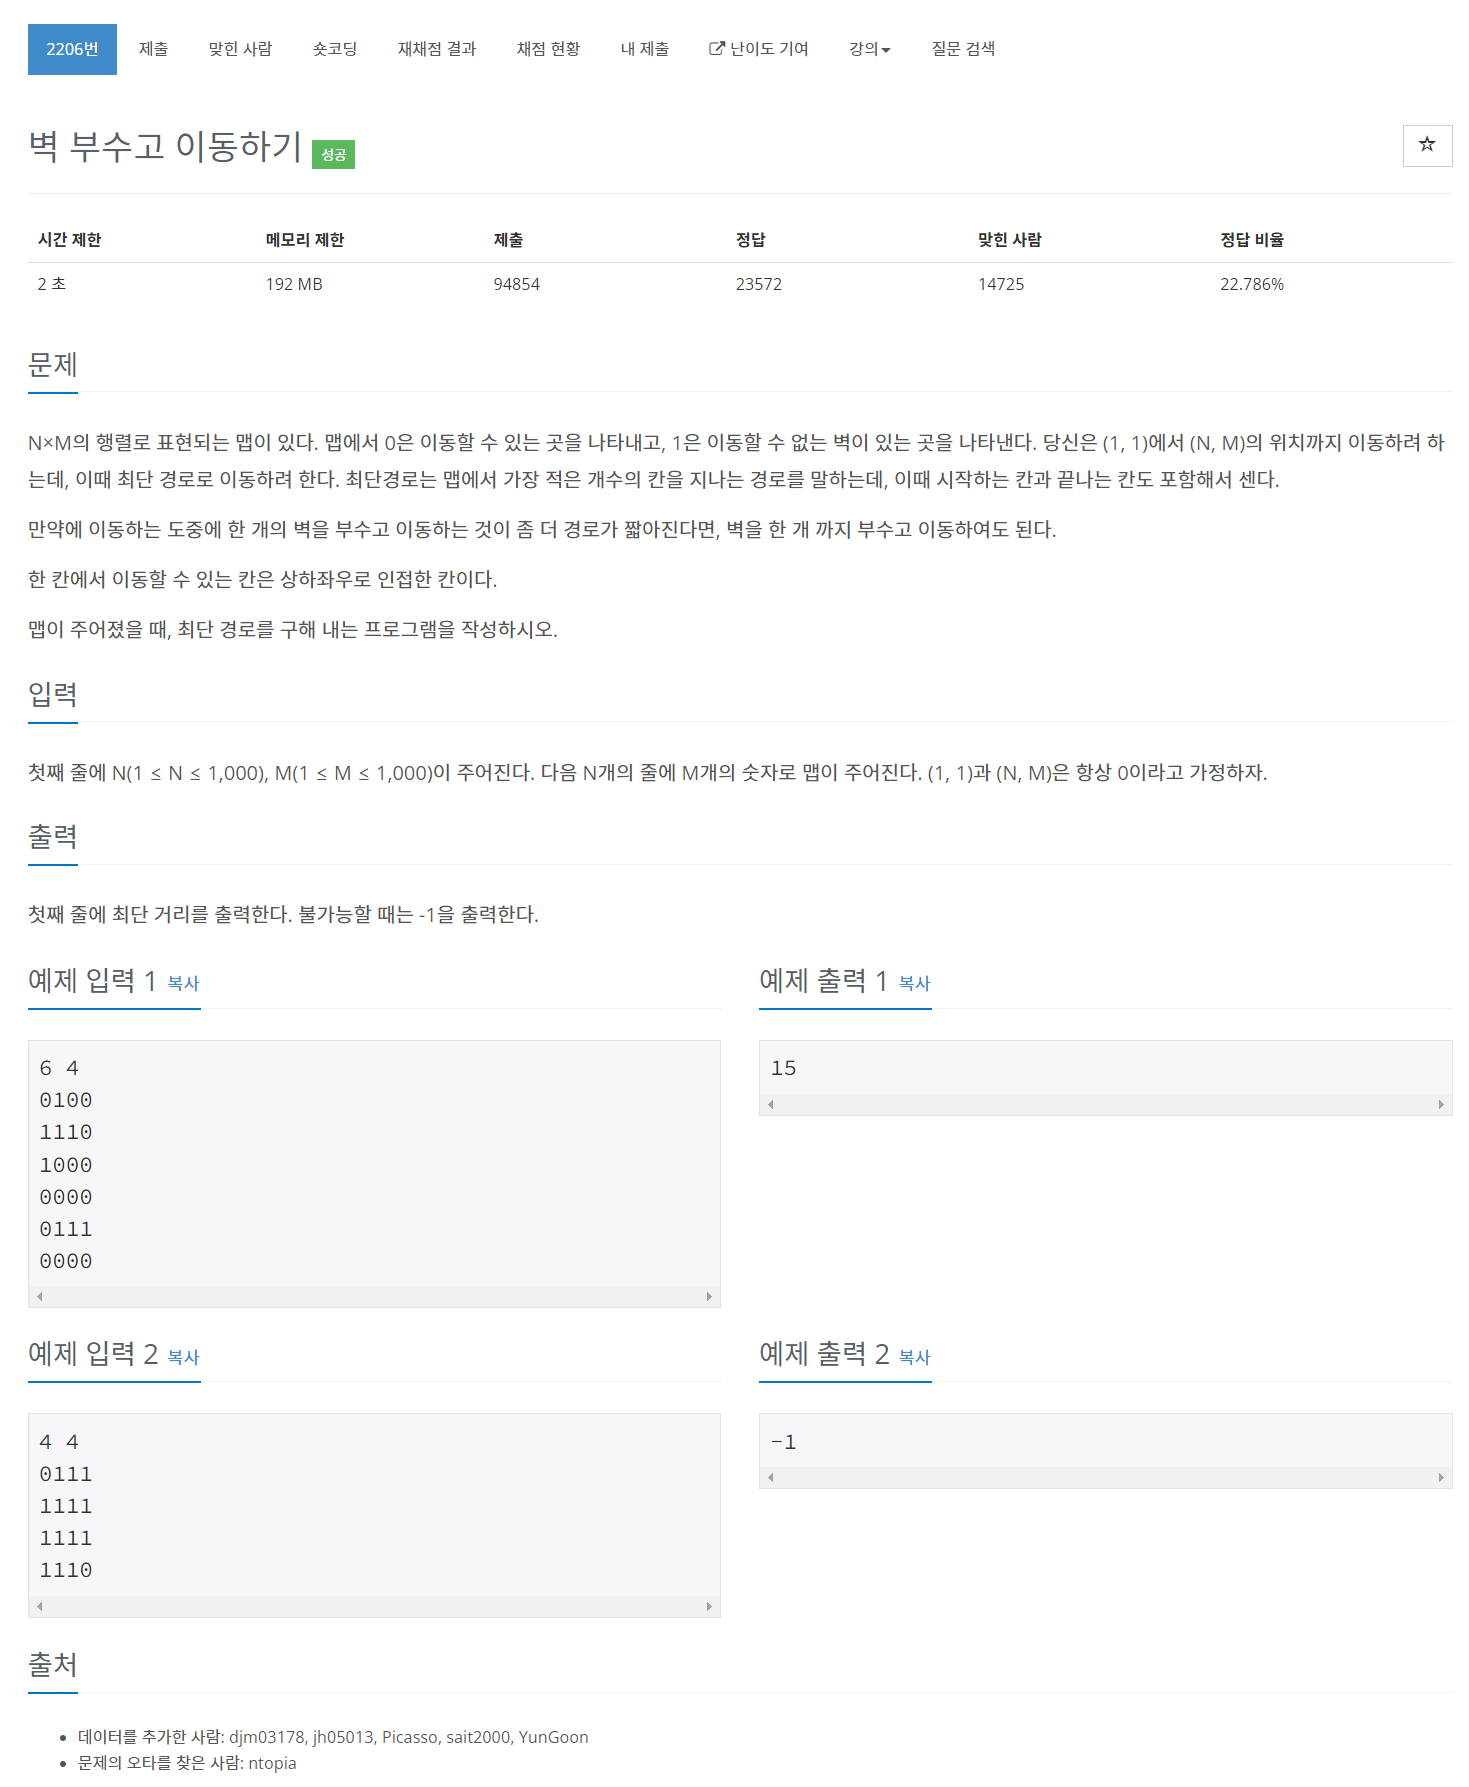 2206번 제출 맞힌 사람 숏코딩 재채점 결과 채점 현황 내 제출 난이도 기여 강의 질문 검색
벽 부수고 이동하기 성공
시간 제한 메모리 제한 제출 정답 맞힌 사람 정답 비율
2 초 192 MB 94854 23572 14725 22.786%
문제
N×M의 행렬로 표현되는 맵이 있다. 맵에서 0은 이동할 수 있는 곳을 나타내고, 1은 이동할 수 없는 벽이 있는 곳을 나타낸다. 당신은 (1, 1)에서 (N, M)의 위치까지 이동하려 하
는데, 이때 최단 경로로 이동하려 한다. 최단경로는 맵에서 가장 적은 개수의 칸을 지나는 경로를 말하는데, 이때 시작하는 칸과 끝나는 칸도 포함해서 센다.
만약에 이동하는 도중에 한 개의 벽을 부수고 이동하는 것이 좀 더 경로가 짧아진다면, 벽을 한 개 까지 부수고 이동하여도 된다.
한 칸에서 이동할 수 있는 칸은 상하좌우로 인접한 칸이다.
맵이 주어졌을 때, 최단 경로를 구해 내는 프로그램을 작성하시오.
입력
첫째 줄에 N(1 ≤ N ≤ 1,000), M(1 ≤ M ≤ 1,000)이 주어진다. 다음 N개의 줄에 M개의 숫자로 맵이 주어진다. (1, 1)과 (N, M)은 항상 0이라고 가정하자.
출력
첫째 줄에 최단 거리를 출력한다. 불가능할 때는 -1을 출력한다.
예제 입력 1 복사
6 4
0100
1110
1000
0000
0111
0000
예제 출력 1 복사
15
예제 입력 2 복사
4 4
0111
1111
1111
1110
예제 출력 2 복사
-1
출처
데이터를 추가한 사람: djm03178, jh05013, Picasso, sait2000, YunGoon
문제의 오타를 찾은 사람: ntopia